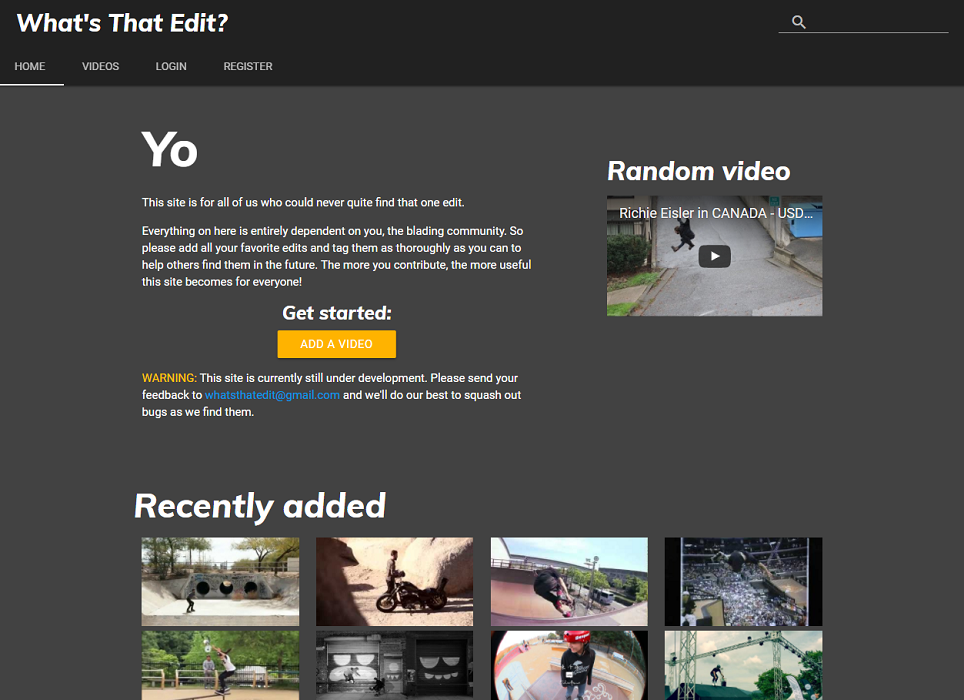 What's That Edit?
HOME VIDEOS LOGIN REGISTER
Yo
This site is for all of us who could never quite find that one edit.
Everything on here is entirely dependent on you, the blading community. So
please add all your favorite edits and tag them as thoroughly as you can to
help others find them in the future. The more you contribute, the more useful
this site becomes for everyone!
Get started:
ADD A VIDEO
WARNING: This site is currently still under development. Please send your
feedback to whatsthatedit@gmail.com and we'll do our best to squash out
bugs as we find them.
Random video
Richie Eisler in CANADA - USD...
Recently added